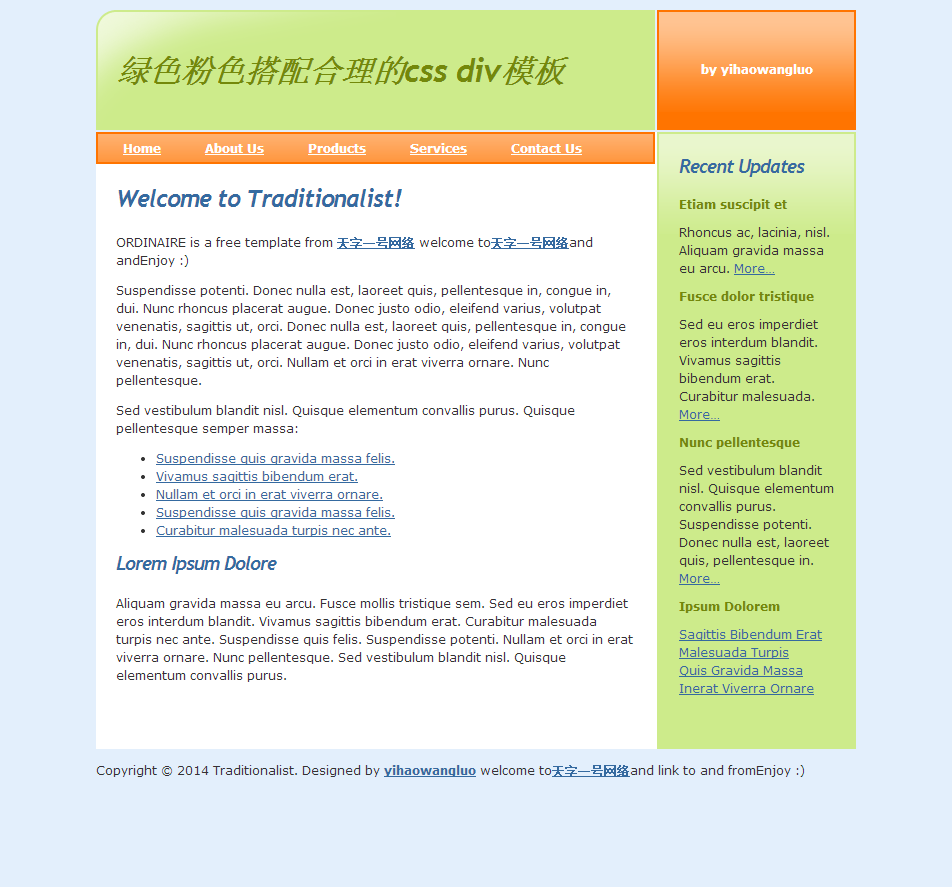 绿色粉色搭配合理的css div模板
by yihaowangluo
Home About Us Products Services Contact Us
Welcome to Traditionalist!
ORDINAIRE is a free template from 天字一号网络 welcome to天字一号网络and
andEnjoy :)
Suspendisse potenti. Donec nulla est, laoreet quis, pellentesque in, congue in,
dui. Nunc rhoncus placerat augue. Donec justo odio, eleifend varius, volutpat
venenatis, sagittis ut, orci. Donec nulla est, laoreet quis, pellentesque in, congue
in, dui. Nunc rhoncus placerat augue. Donec justo odio, eleifend varius, volutpat
venenatis, sagittis ut, orci. Nullam et orci in erat viverra ornare. Nunc
pellentesque.
Sed vestibulum blandit nisl. Quisque elementum convallis purus. Quisque
pellentesque semper massa:
Suspendisse quis gravida massa felis.
Vivamus sagittis bibendum erat.
Nullam et orci in erat viverra ornare.
Suspendisse quis gravida massa felis.
Curabitur malesuada turpis nec ante.
Lorem Ipsum Dolore
Aliquam gravida massa eu arcu. Fusce mollis tristique sem. Sed eu eros imperdiet
eros interdum blandit. Vivamus sagittis bibendum erat. Curabitur malesuada
turpis nec ante. Suspendisse quis felis. Suspendisse potenti. Nullam et orci in erat
viverra ornare. Nunc pellentesque. Sed vestibulum blandit nisl. Quisque
elementum convallis purus.
Recent Updates
Etiam suscipit et
Rhoncus ac, lacinia, nisl.
Aliquam gravida massa
eu arcu. More…
Fusce dolor tristique
Sed eu eros imperdiet
eros interdum blandit.
Vivamus sagittis
bibendum erat.
Curabitur malesuada.
More…
Nunc pellentesque
Sed vestibulum blandit
nisl. Quisque elementum
convallis purus.
Suspendisse potenti.
Donec nulla est, laoreet
quis, pellentesque in.
More…
Ipsum Dolorem
Sagittis Bibendum Erat
Malesuada Turpis
Quis Gravida Massa
Inerat Viverra Ornare
Copyright © 2014 Traditionalist. Designed by yihaowangluo welcome to天字一号网络and link to and fromEnjoy :)